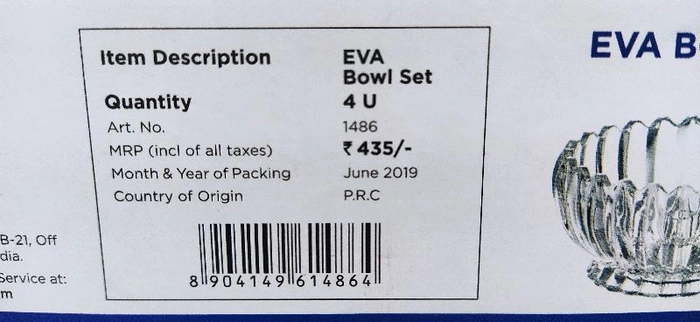 Item Description EVA
Bowl Set
Quantity 4 U
Art. No. 1486
MRP (incl of all taxes) ₹ 435/-
Month & Year of Packing June 2019
Country of Origin P.R.C
8 904149 614864
EVA B
B-21, Off
dia.
Service at:
m